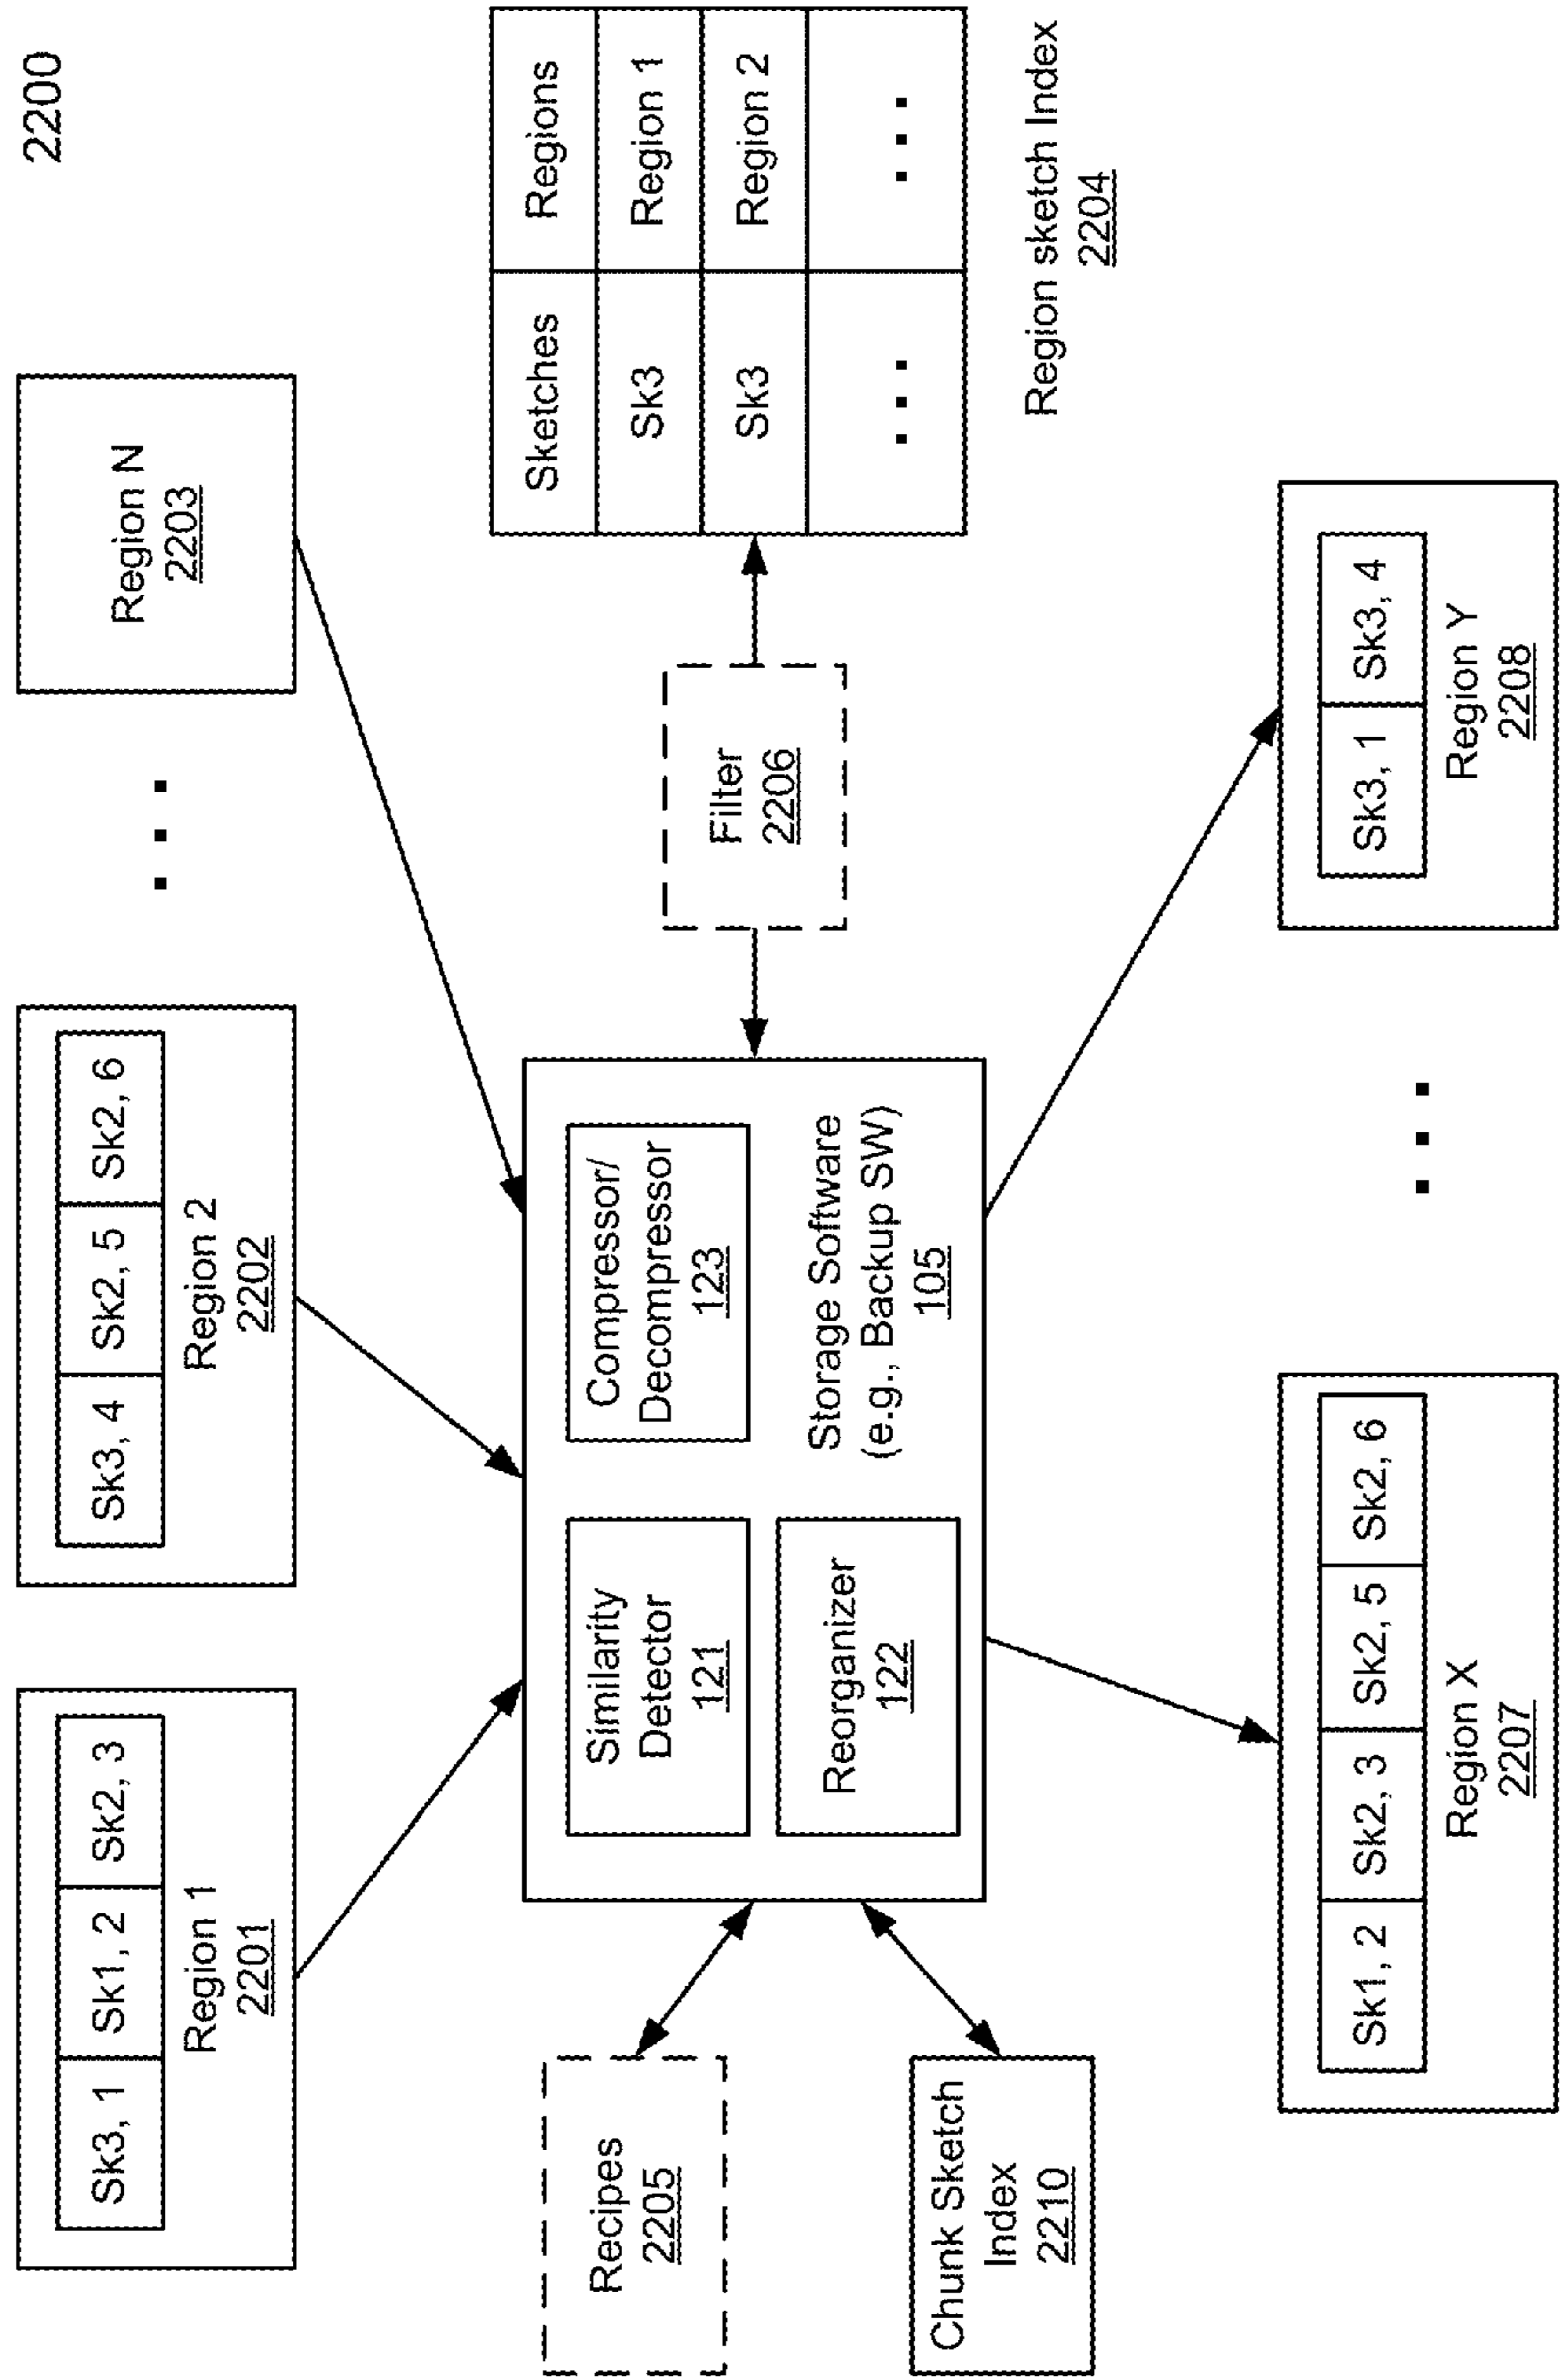 2200
Sk3, 1 Sk1, 2 Sk2, 3
Region 1
2201
Sk3, 4 Sk2, 5 Sk2, 6
Region 2
2202
. . .
Region N
2203
Recipes
2205
Chunk Sketch
Index
2210
Similarity
Detector
121
Reorganizer
122
Compressor/
Decompressor
123
Storage Software
(e.g., Backup SW)
105
Filter
2206
Sketches Regions
Sk3 Region 1
Sk3 Region 2
. . . . . .
Region sketch Index
2204
Sk1, 2 Sk2, 3 Sk2, 5 Sk2, 6
Region X
2207
. . .
Sk3, 1 Sk3, 4
Region Y
2208